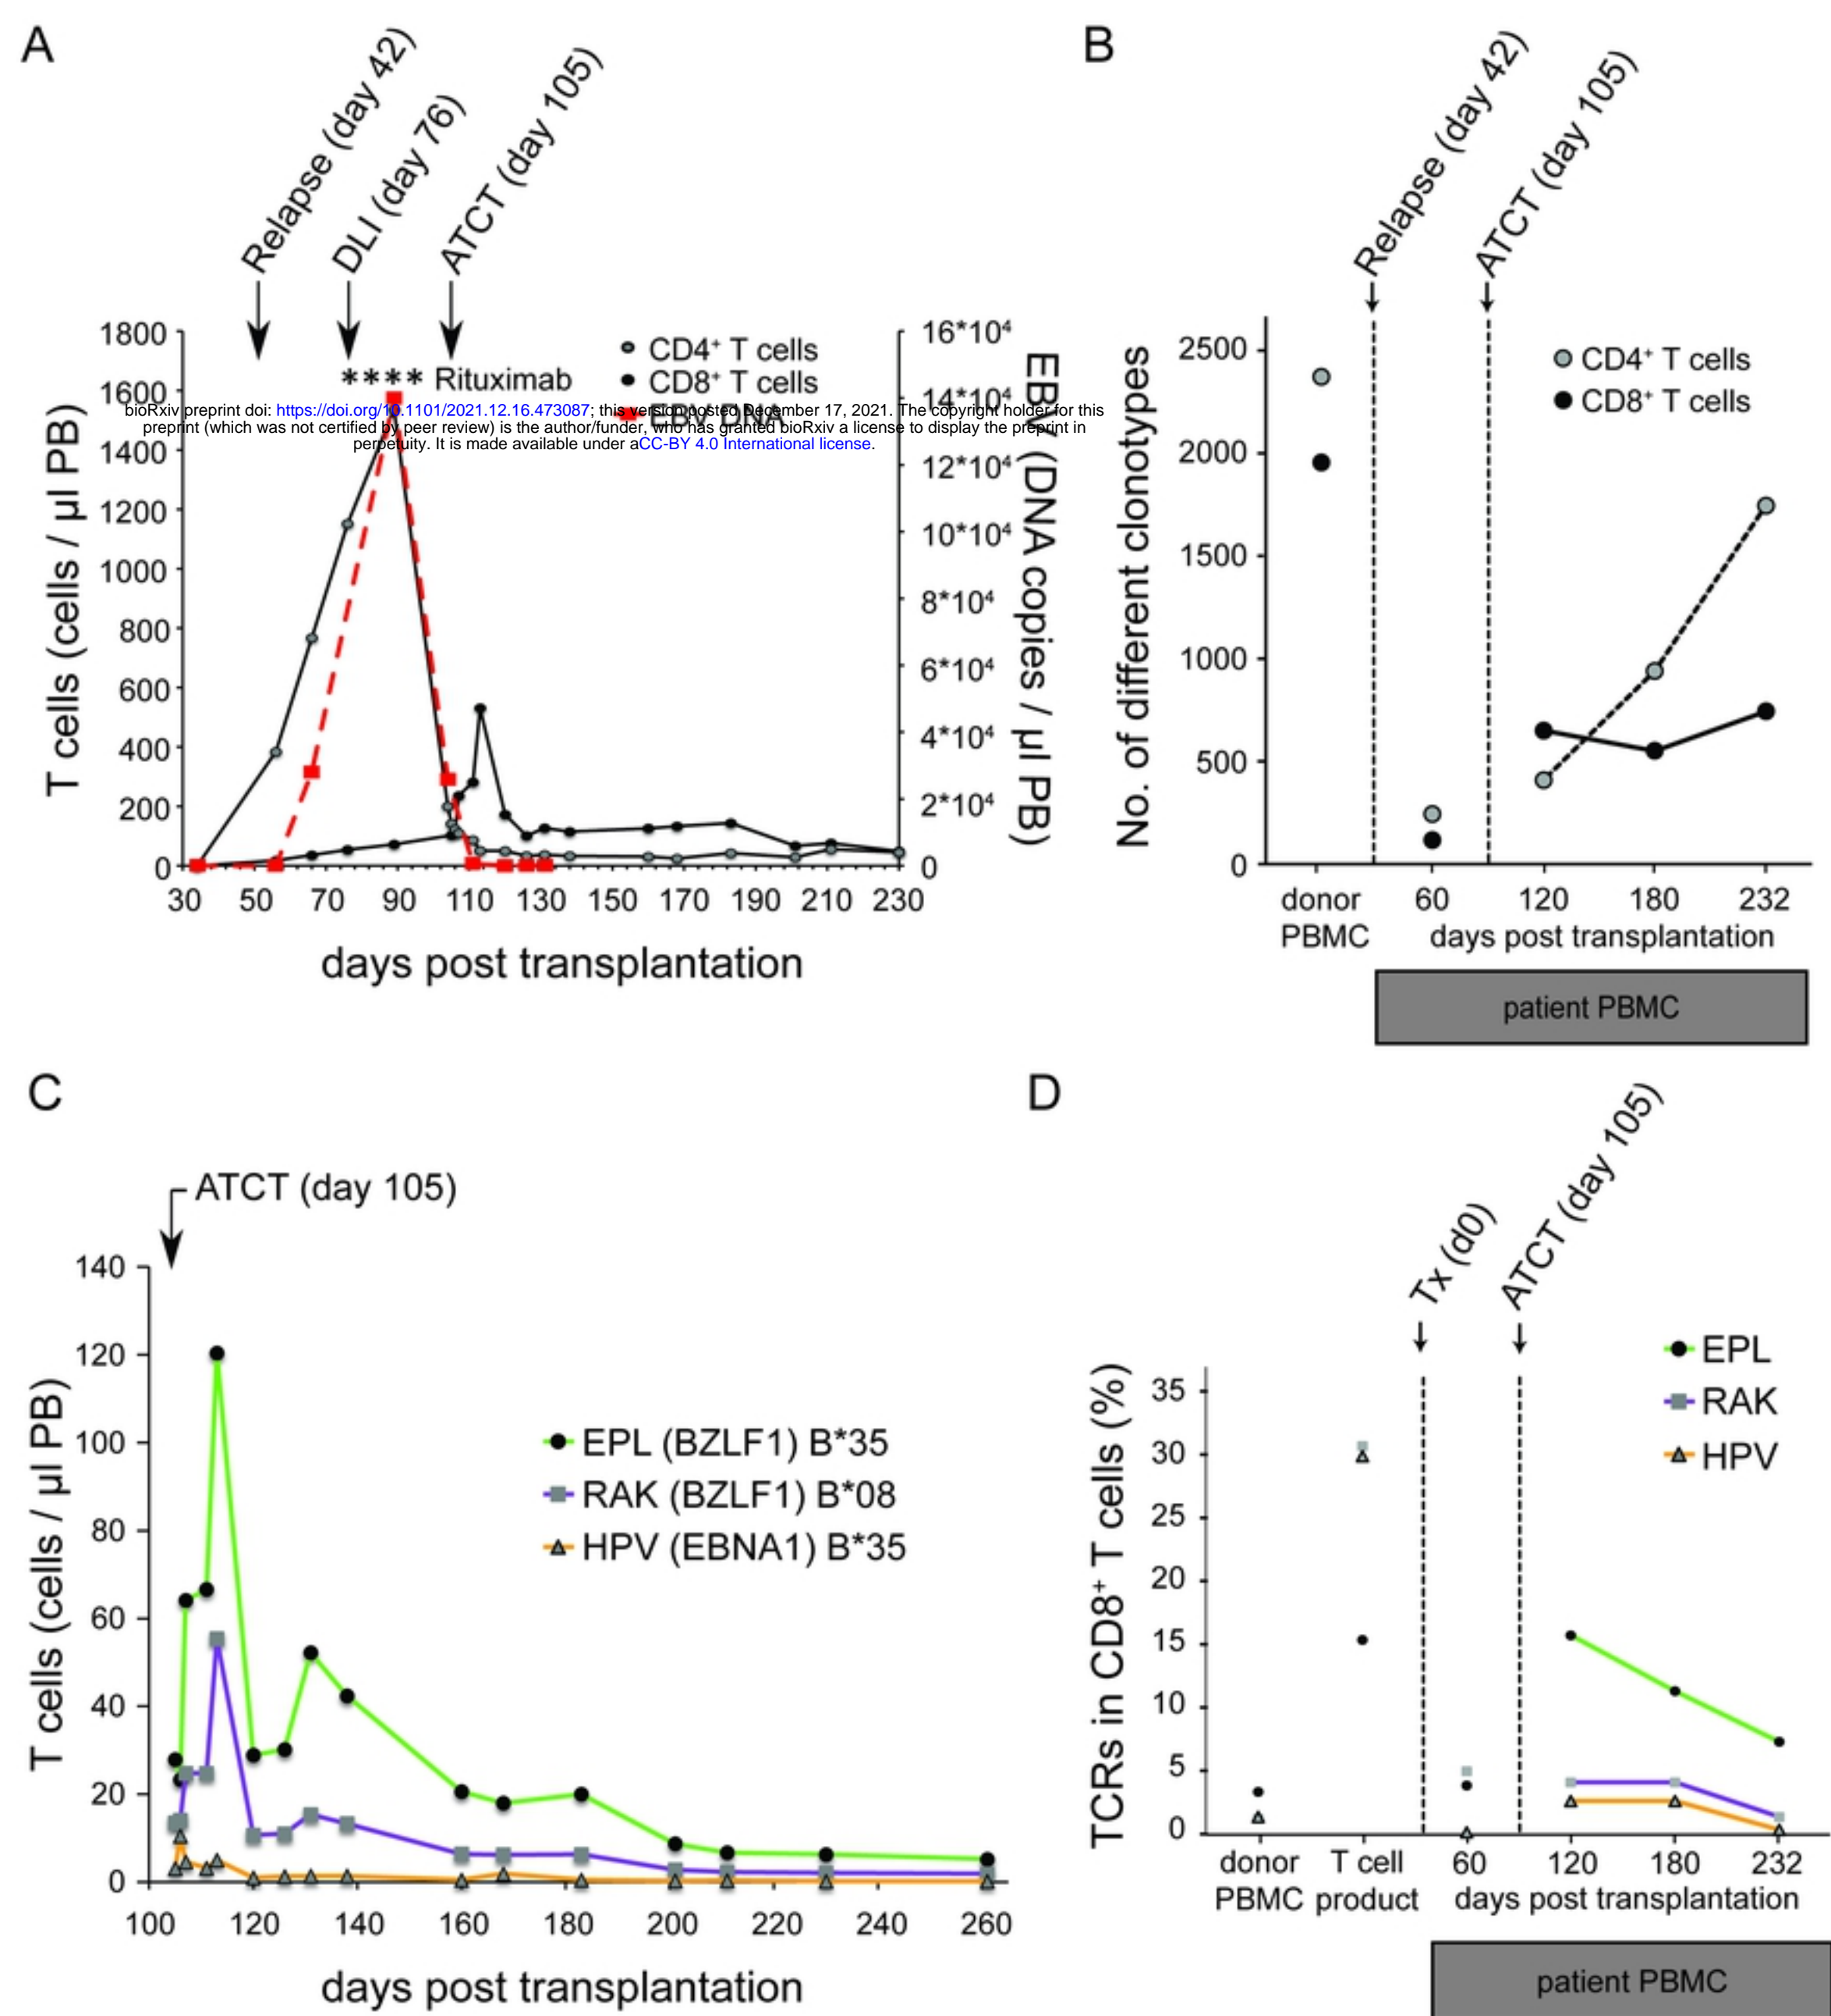 A
Relapse (day 42)
DLI (day 76)
ATCT (day 105)
**** Rituximab
CD4⁺ T cells
CD8⁺ T cells
EBV DNA
bioRxiv preprint doi: https://doi.org/10.1101/2021.12.16.473087; this version posted December 17, 2021. The copyright holder for this
preprint (which was not certified by peer review) is the author/funder, who has granted bioRxiv a license to display the preprint in
perpetuity. It is made available under aCC-BY 4.0 International license.
T cells (cells / µl PB)
1800
1600
1400
1200
1000
800
600
400
200
0
16*10⁴
14*10⁴
12*10⁴
10*10⁴
8*10⁴
6*10⁴
4*10⁴
2*10⁴
0
EBV (DNA copies / µl PB)
30 50 70 90 110 130 150 170 190 210 230
days post transplantation
B
Relapse (day 42)
ATCT (day 105)
CD4⁺ T cells
CD8⁺ T cells
No. of different clonotypes
2500
2000
1500
1000
500
0
donor 60 120 180 232
PBMC days post transplantation
patient PBMC
C
ATCT (day 105)
T cells (cells / µl PB)
140
120
100
80
60
40
20
0
EPL (BZLF1) B*35
RAK (BZLF1) B*08
HPV (EBNA1) B*35
100 120 140 160 180 200 220 240 260
days post transplantation
D
Tx (d0)
ATCT (day 105)
EPL
RAK
HPV
TCRs in CD8⁺ T cells (%)
35
30
25
20
15
10
5
0
donor T cell 60 120 180 232
PBMC product days post transplantation
patient PBMC